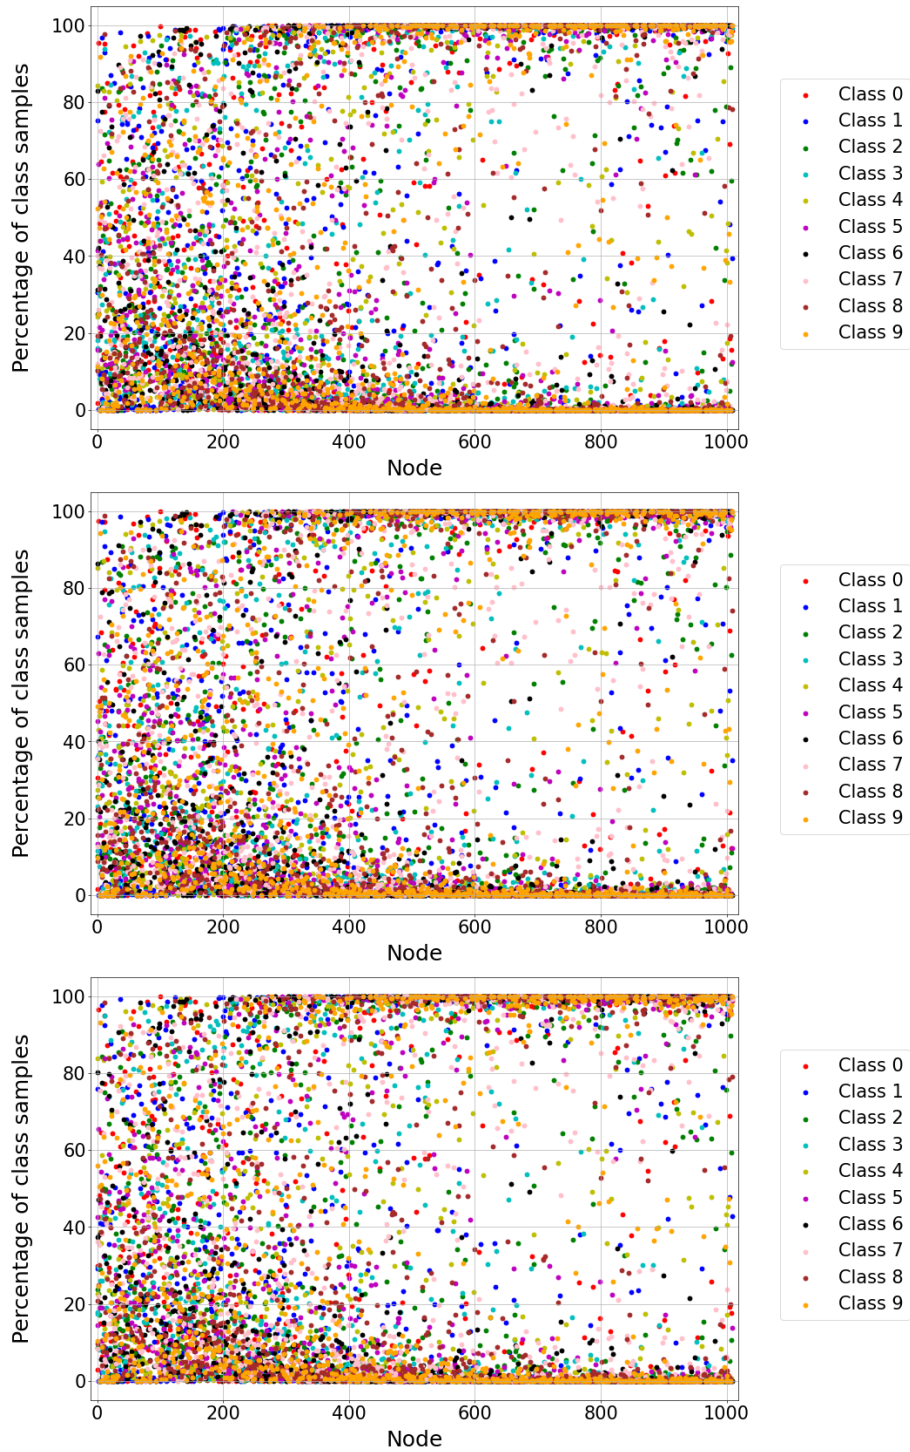 100
80
60
40
20
0
Percentage of class samples
0 200 400 600 800 1000
Node
Class 0
Class 1
Class 2
Class 3
Class 4
Class 5
Class 6
Class 7
Class 8
Class 9
100
80
60
40
20
0
Percentage of class samples
0 200 400 600 800 1000
Node
Class 0
Class 1
Class 2
Class 3
Class 4
Class 5
Class 6
Class 7
Class 8
Class 9
100
80
60
40
20
0
Percentage of class samples
0 200 400 600 800 1000
Node
Class 0
Class 1
Class 2
Class 3
Class 4
Class 5
Class 6
Class 7
Class 8
Class 9